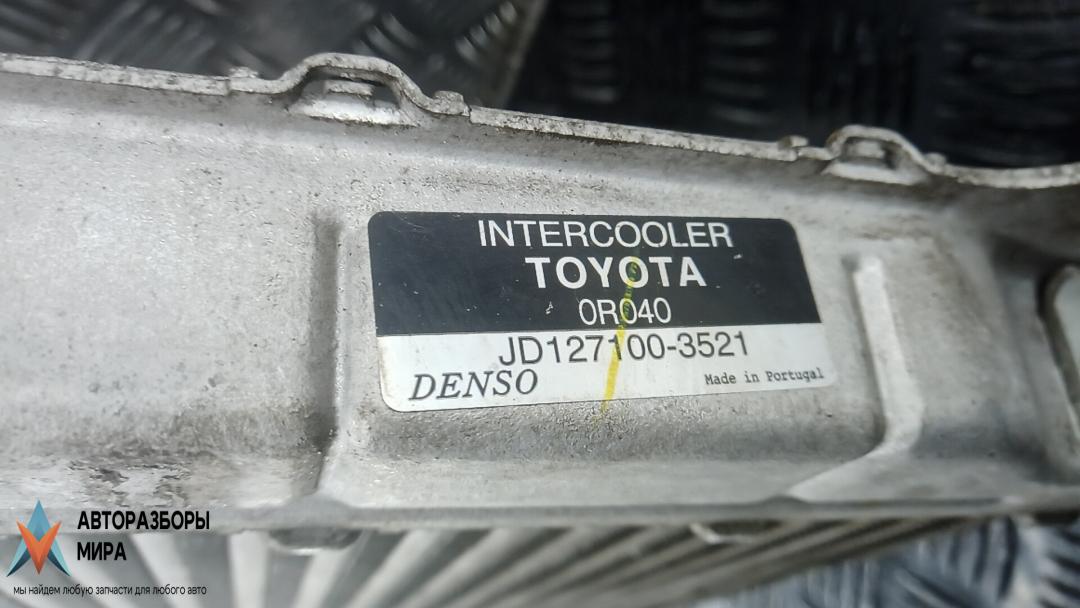 INTERCOOLER
TOYOTA
0R040
JD127100-3521
DENSO Made in Portugal
АВТОРАЗБОРЫ
МИРА
мы найдем любую запчасти для любого авто